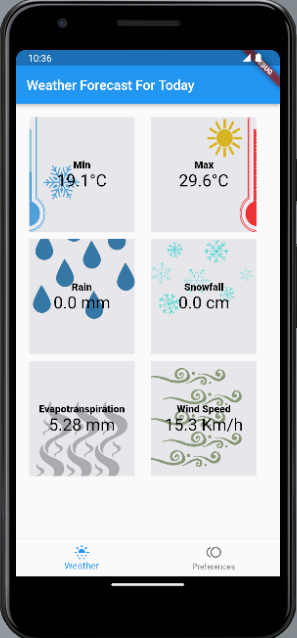 10:36
DEBUG
Weather Forecast For Today
Min
19.1°C
Max
29.6°C
Rain
0.0 mm
Snowfall
0.0 cm
Evapotranspiration
5.28 mm
Wind Speed
15.3 Km/h
Weather
Preferences